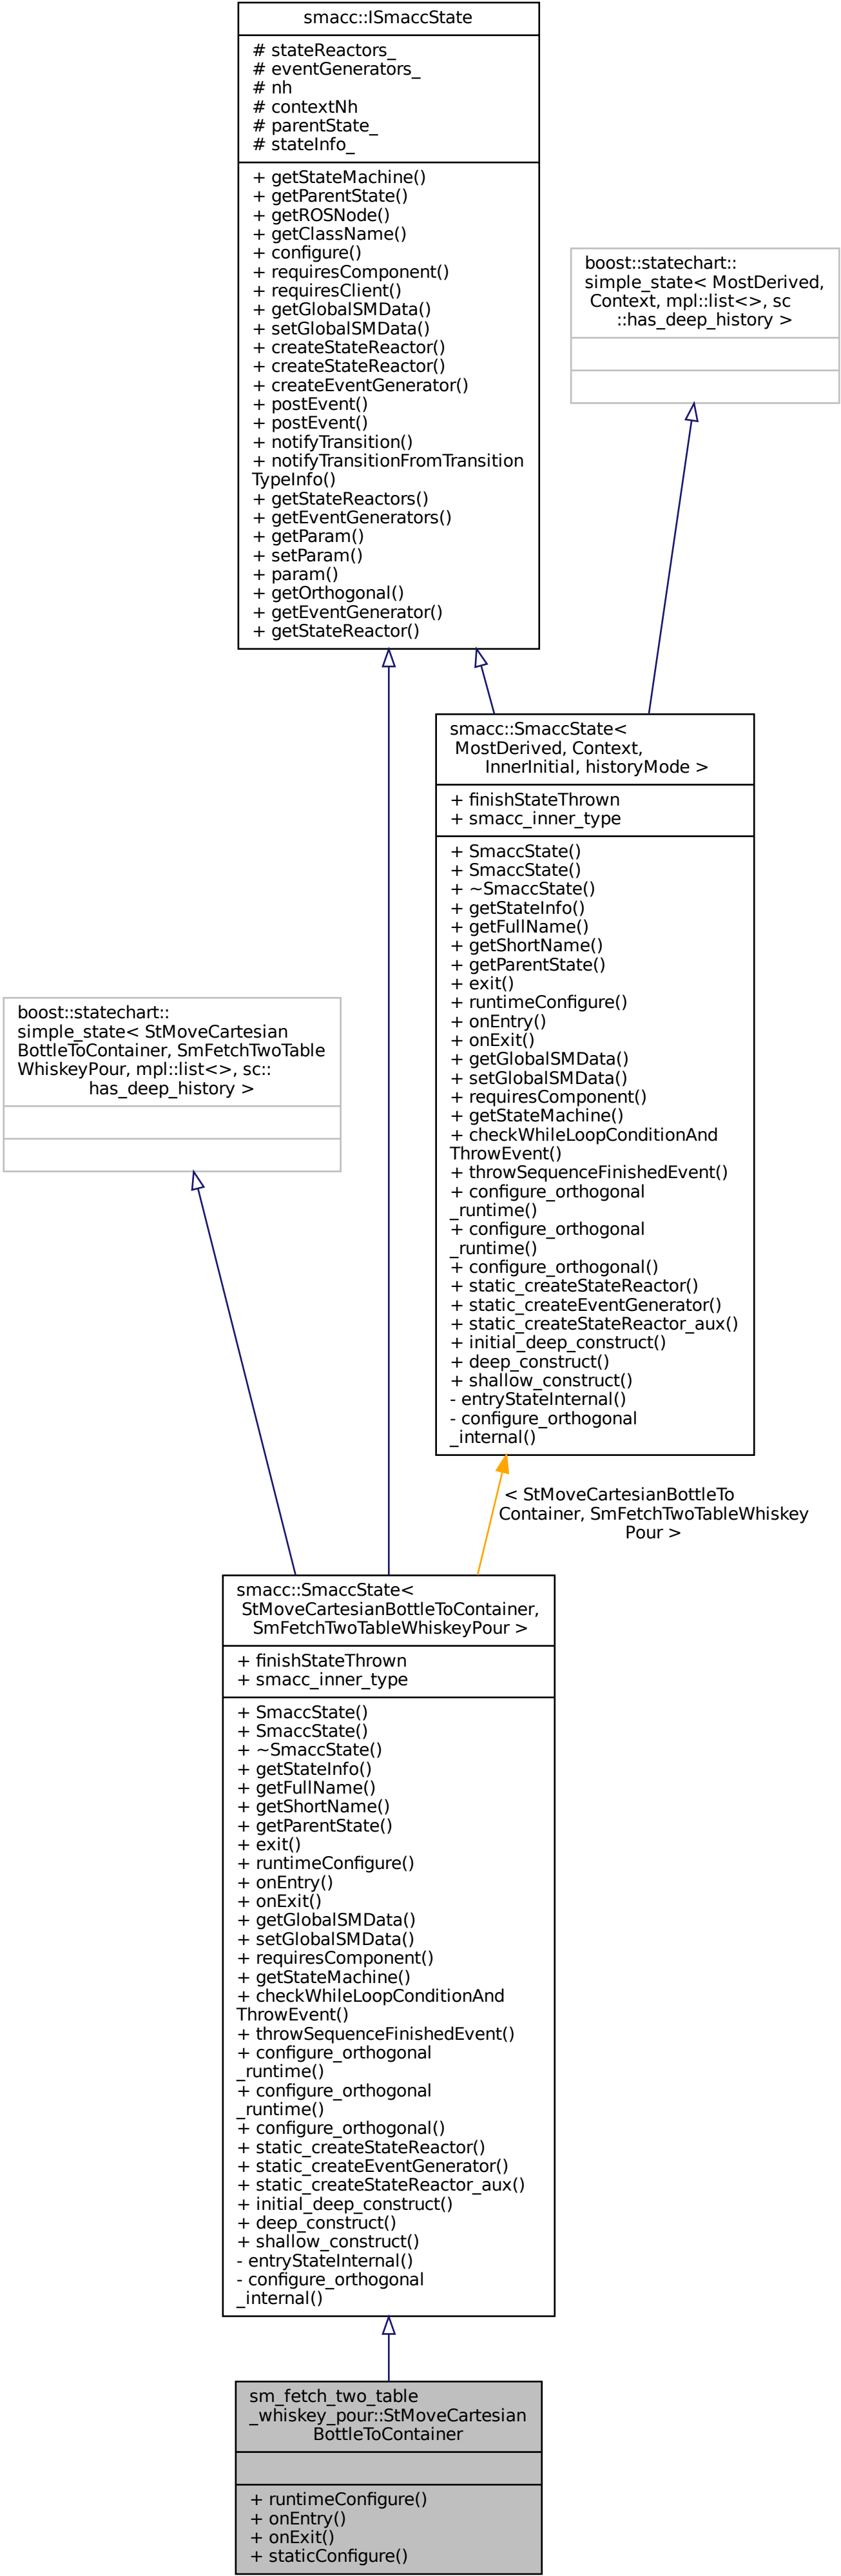 smacc::ISmaccState
# stateReactors_
# eventGenerators_
# nh
# contextNh
# parentState_
# stateInfo_
+ getStateMachine()
+ getParentState()
+ getROSNode()
+ getClassName()
+ configure()
+ requiresComponent()
+ requiresClient()
+ getGlobalSMData()
+ setGlobalSMData()
+ createStateReactor()
+ createStateReactor()
+ createEventGenerator()
+ postEvent()
+ postEvent()
+ notifyTransition()
+ notifyTransitionFromTransition
TypeInfo()
+ getStateReactors()
+ getEventGenerators()
+ getParam()
+ setParam()
+ param()
+ getOrthogonal()
+ getEventGenerator()
+ getStateReactor()
boost::statechart::
simple_state< MostDerived,
Context, mpl::list<>, sc
::has_deep_history >
smacc::SmaccState<
MostDerived, Context,
InnerInitial, historyMode >
+ finishStateThrown
+ smacc_inner_type
+ SmaccState()
+ SmaccState()
+ ~SmaccState()
+ getStateInfo()
+ getFullName()
+ getShortName()
+ getParentState()
+ exit()
+ runtimeConfigure()
+ onEntry()
+ onExit()
+ getGlobalSMData()
+ setGlobalSMData()
+ requiresComponent()
+ getStateMachine()
+ checkWhileLoopConditionAnd
ThrowEvent()
+ throwSequenceFinishedEvent()
+ configure_orthogonal
_runtime()
+ configure_orthogonal
_runtime()
+ configure_orthogonal()
+ static_createStateReactor()
+ static_createEventGenerator()
+ static_createStateReactor_aux()
+ initial_deep_construct()
+ deep_construct()
+ shallow_construct()
- entryStateInternal()
- configure_orthogonal
_internal()
boost::statechart::
simple_state< StMoveCartesian
BottleToContainer, SmFetchTwoTable
WhiskeyPour, mpl::list<>, sc::
has_deep_history >
< StMoveCartesianBottleTo
Container, SmFetchTwoTableWhiskey
Pour >
smacc::SmaccState<
StMoveCartesianBottleToContainer,
SmFetchTwoTableWhiskeyPour >
+ finishStateThrown
+ smacc_inner_type
+ SmaccState()
+ SmaccState()
+ ~SmaccState()
+ getStateInfo()
+ getFullName()
+ getShortName()
+ getParentState()
+ exit()
+ runtimeConfigure()
+ onEntry()
+ onExit()
+ getGlobalSMData()
+ setGlobalSMData()
+ requiresComponent()
+ getStateMachine()
+ checkWhileLoopConditionAnd
ThrowEvent()
+ throwSequenceFinishedEvent()
+ configure_orthogonal
_runtime()
+ configure_orthogonal
_runtime()
+ configure_orthogonal()
+ static_createStateReactor()
+ static_createEventGenerator()
+ static_createStateReactor_aux()
+ initial_deep_construct()
+ deep_construct()
+ shallow_construct()
- entryStateInternal()
- configure_orthogonal
_internal()
sm_fetch_two_table
_whiskey_pour::StMoveCartesian
BottleToContainer
+ runtimeConfigure()
+ onEntry()
+ onExit()
+ staticConfigure()